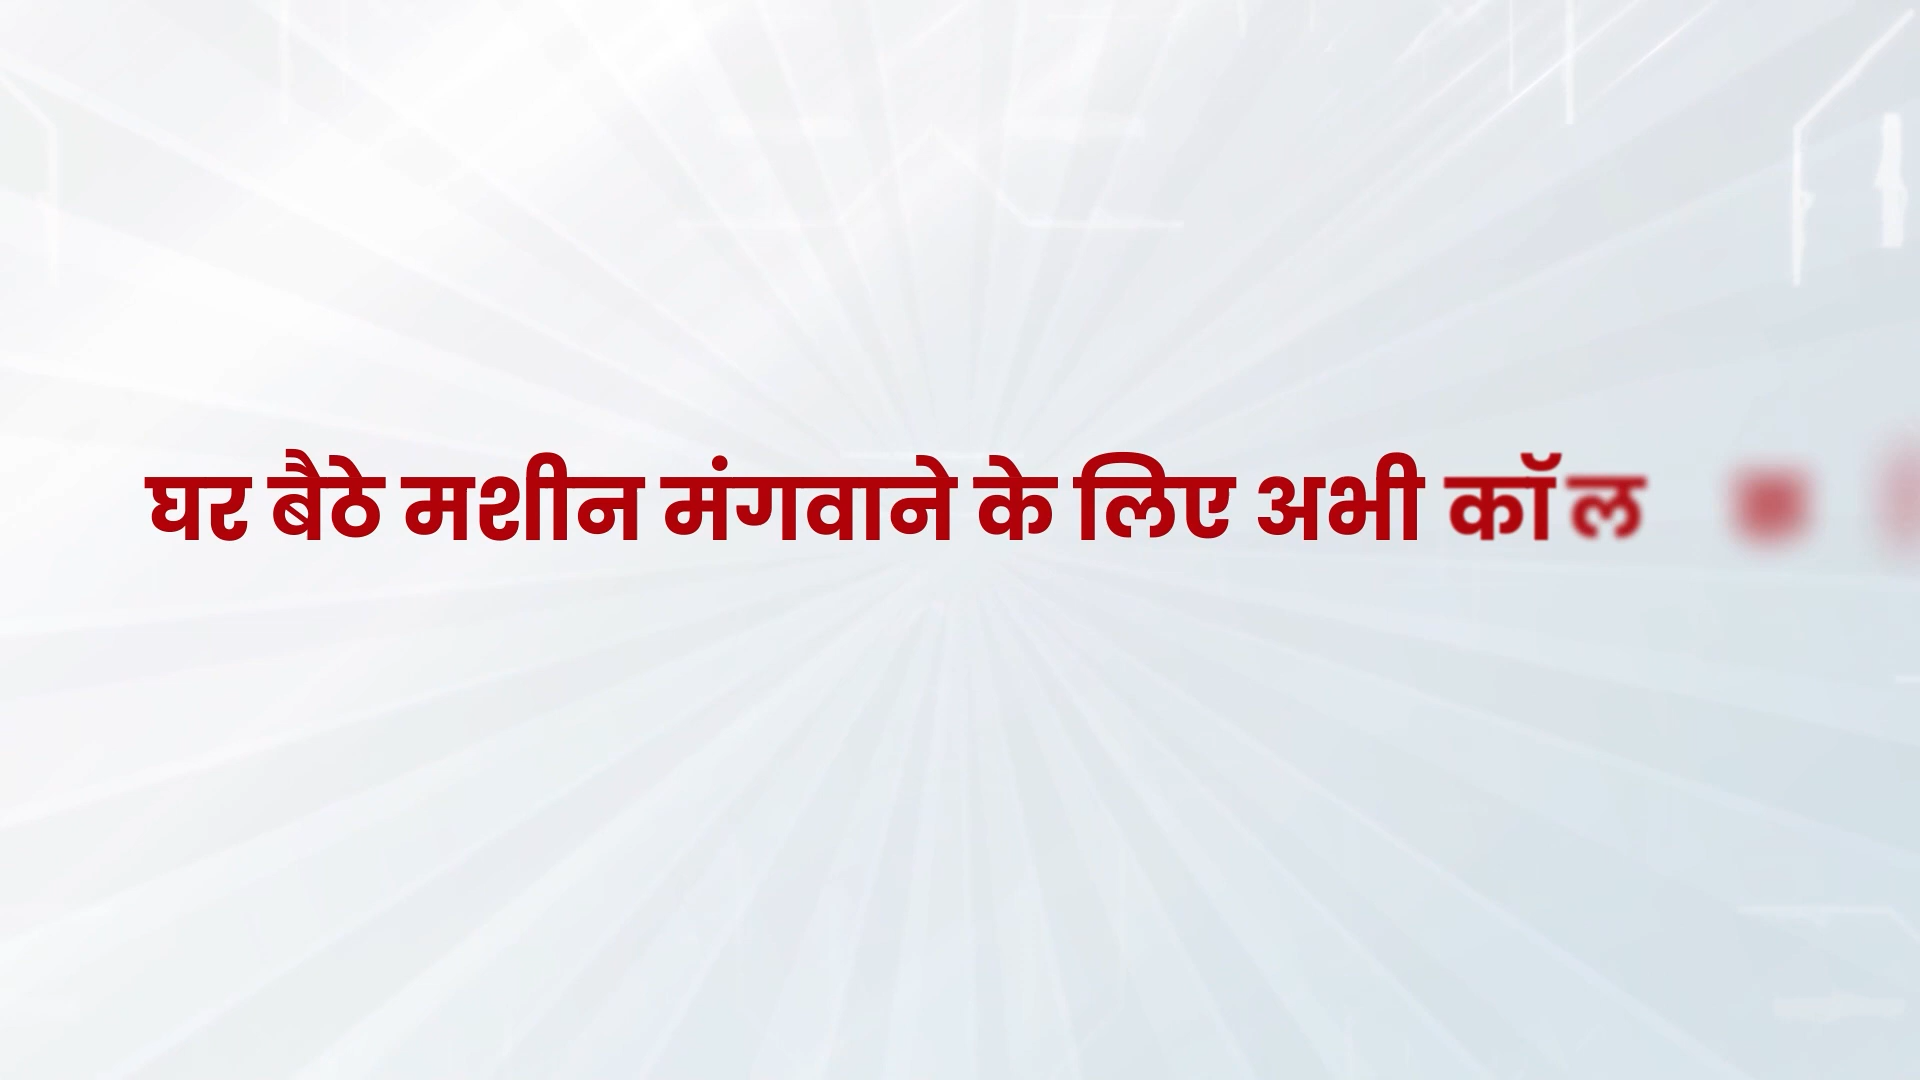 घर बैठे मशीन मंगवाने के लिए अभी कॉल